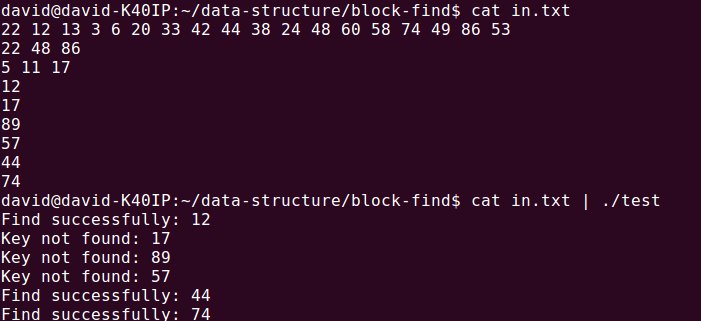 david@david-K40IP:~/data-structure/block-find$ cat in.txt
22 12 13 3 6 20 33 42 44 38 24 48 60 58 74 49 86 53
22 48 86
5 11 17
12
17
89
57
44
74
david@david-K40IP:~/data-structure/block-find$ cat in.txt | ./test
Find successfully: 12
Key not found: 17
Key not found: 89
Key not found: 57
Find successfully: 44
Find successfully: 74